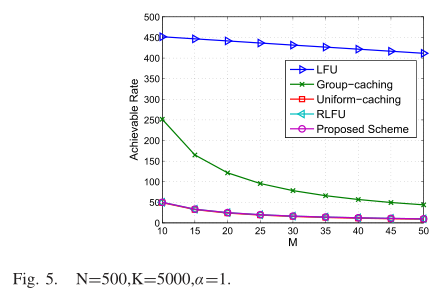 500
450
400
350
300
250
200
150
100
50
0
Achievable Rate
LFU
Group-caching
Uniform-caching
RLFU
Proposed Scheme
10 15 20 25 30 35 40 45 50
M
Fig. 5. N=500,K=5000,α=1.